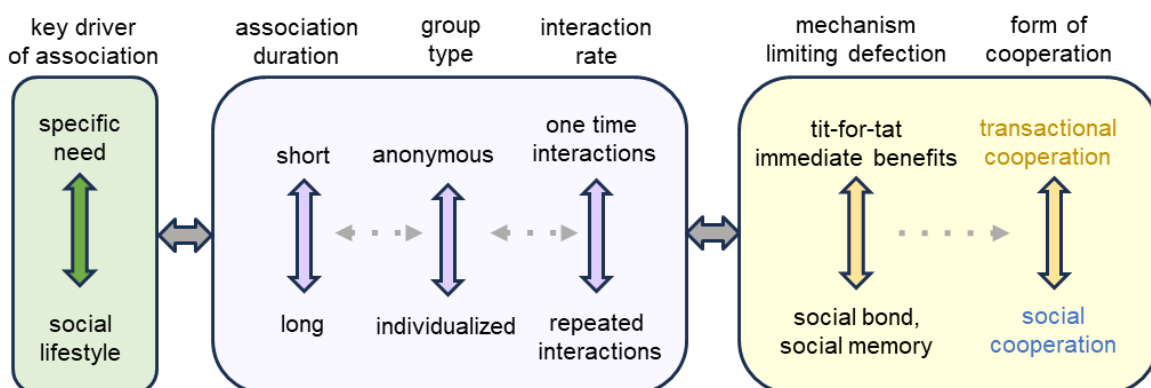 key driver
of association
association
duration
group
type
interaction
rate
mechanism
limiting defection
form of
cooperation
specific
need
social
lifestyle
short
long
anonymous
individualized
one time
interactions
repeated
interactions
tit-for-tat
immediate benefits
social bond,
social memory
transactional
cooperation
social
cooperation